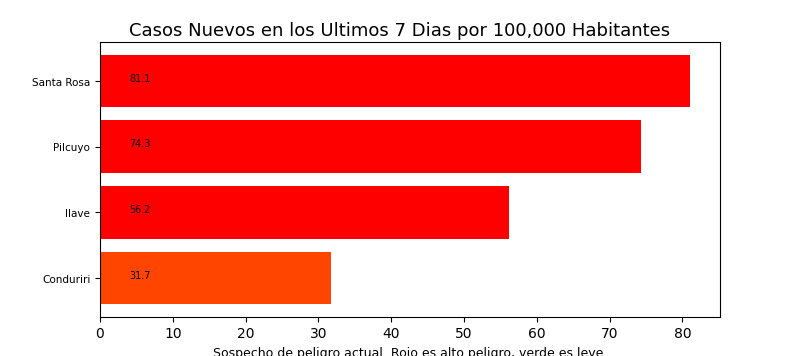 Casos Nuevos en los Ultimos 7 Dias por 100,000 Habitantes
Santa Rosa 81.1
Pilcuyo 74.3
Ilave 56.2
Conduriri 31.7
0 10 20 30 40 50 60 70 80
Sospecho de peligro actual. Rojo es alto peligro, verde es leve